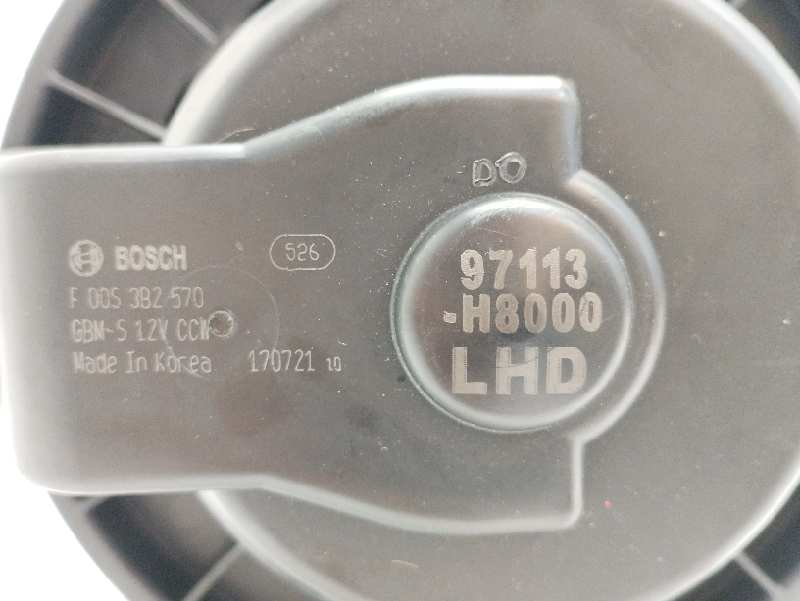 DO
BOSCH 526
F 005 3B2 570
GBM-S 12V CCW
Made In Korea 170721 10
97113
-H8000
LHD